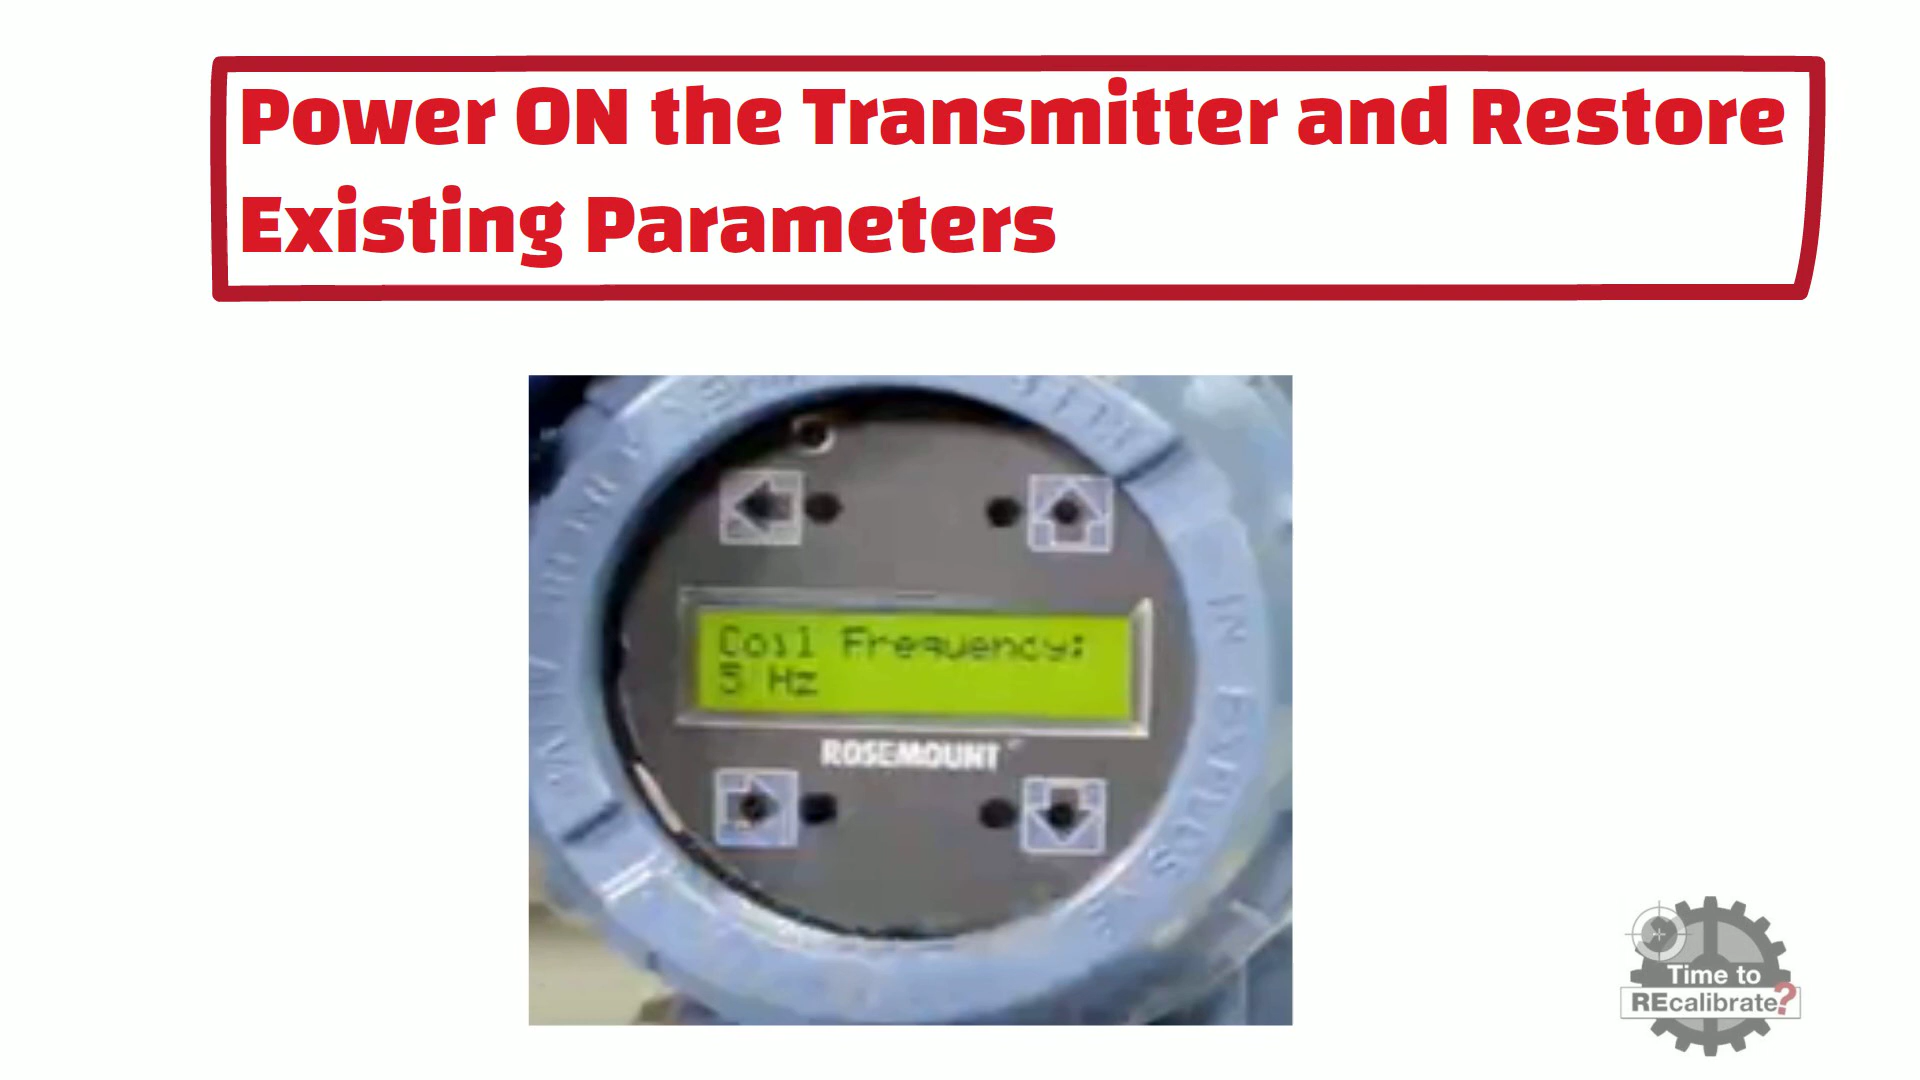 Power ON the Transmitter and Restore
Existing Parameters
Coil Frequency:
5 Hz
ROSEMOUNT
Time to
REcalibrate?